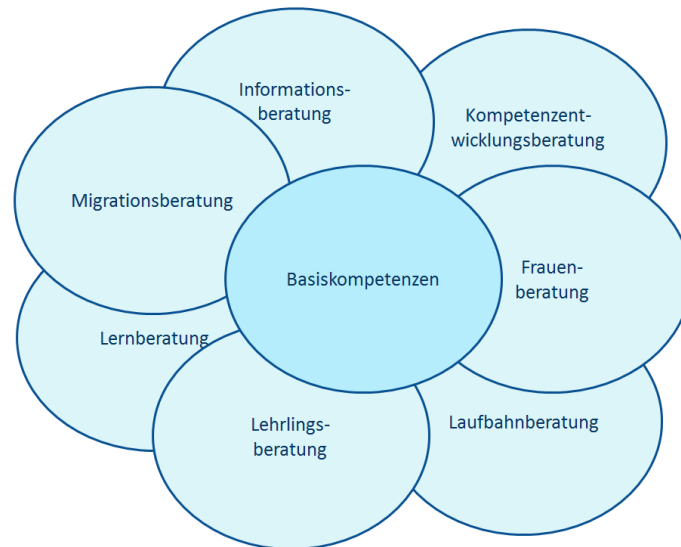 Informations-
beratung
Kompetenzent-
wicklungsberatung
Migrationsberatung
Basiskompetenzen
Frauen-
beratung
Lernberatung
Lehrlings-
beratung
Laufbahnberatung